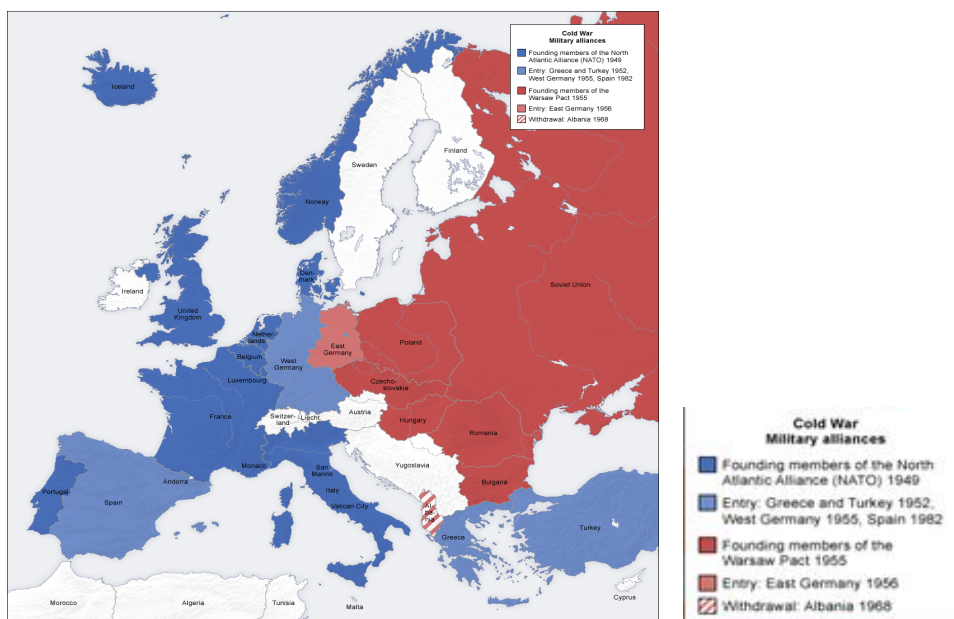 Cold War
Military alliances
Founding members of the North
Atlantic Alliance (NATO) 1949
Entry: Greece and Turkey 1952,
West Germany 1955, Spain 1982
Founding members of the
Warsaw Pact 1955
Entry: East Germany 1956
Withdrawal: Albania 1968
Iceland
Finland
Sweden
Norway
Den-
mark
Ireland
Soviet Union
United
Kingdom
Nether-
lands
Poland
East
Germany
Belgium
West
Germany
Luxembourg
Czecho-
slovakia
France
Switzer-
land
Liecht.
Austria
Hungary
Romania
Monaco
San
Marino
Yugoslavia
Andorra
Bulgaria
Portugal
Spain
Italy
Vatican City
Al-
ba-
nia
Greece
Turkey
Morocco
Algeria
Tunisia
Malta
Cyprus
Cold War
Military alliances
Founding members of the North
Atlantic Alliance (NATO) 1949
Entry: Greece and Turkey 1952,
West Germany 1955, Spain 1982
Founding members of the
Warsaw Pact 1955
Entry: East Germany 1956
Withdrawal: Albania 1968